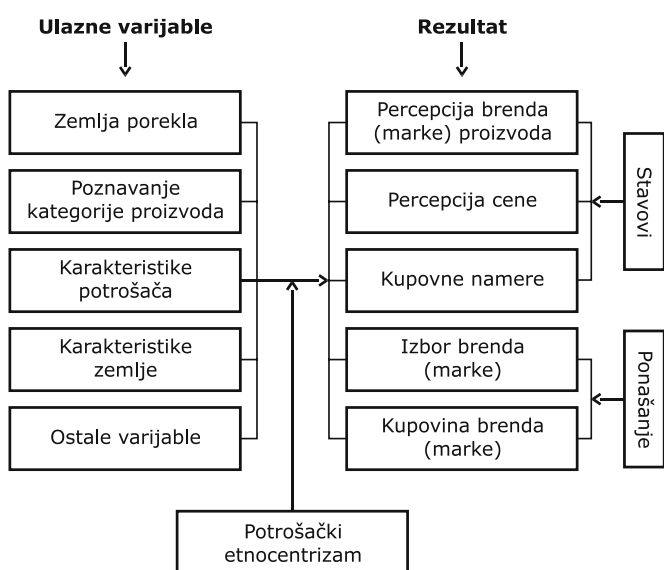 Ulazne varijable
Zemlja porekla
Poznavanje
kategorije proizvoda
Karakteristike
potrošača
Karakteristike
zemlje
Ostale varijable
Rezultat
Percepcija brenda
(marke) proizvoda
Percepcija cene
Kupovne namere
Izbor brenda
(marke)
Kupovina brenda
(marke)
Stavovi
Ponašanje
Potrošački
etnocentrizam